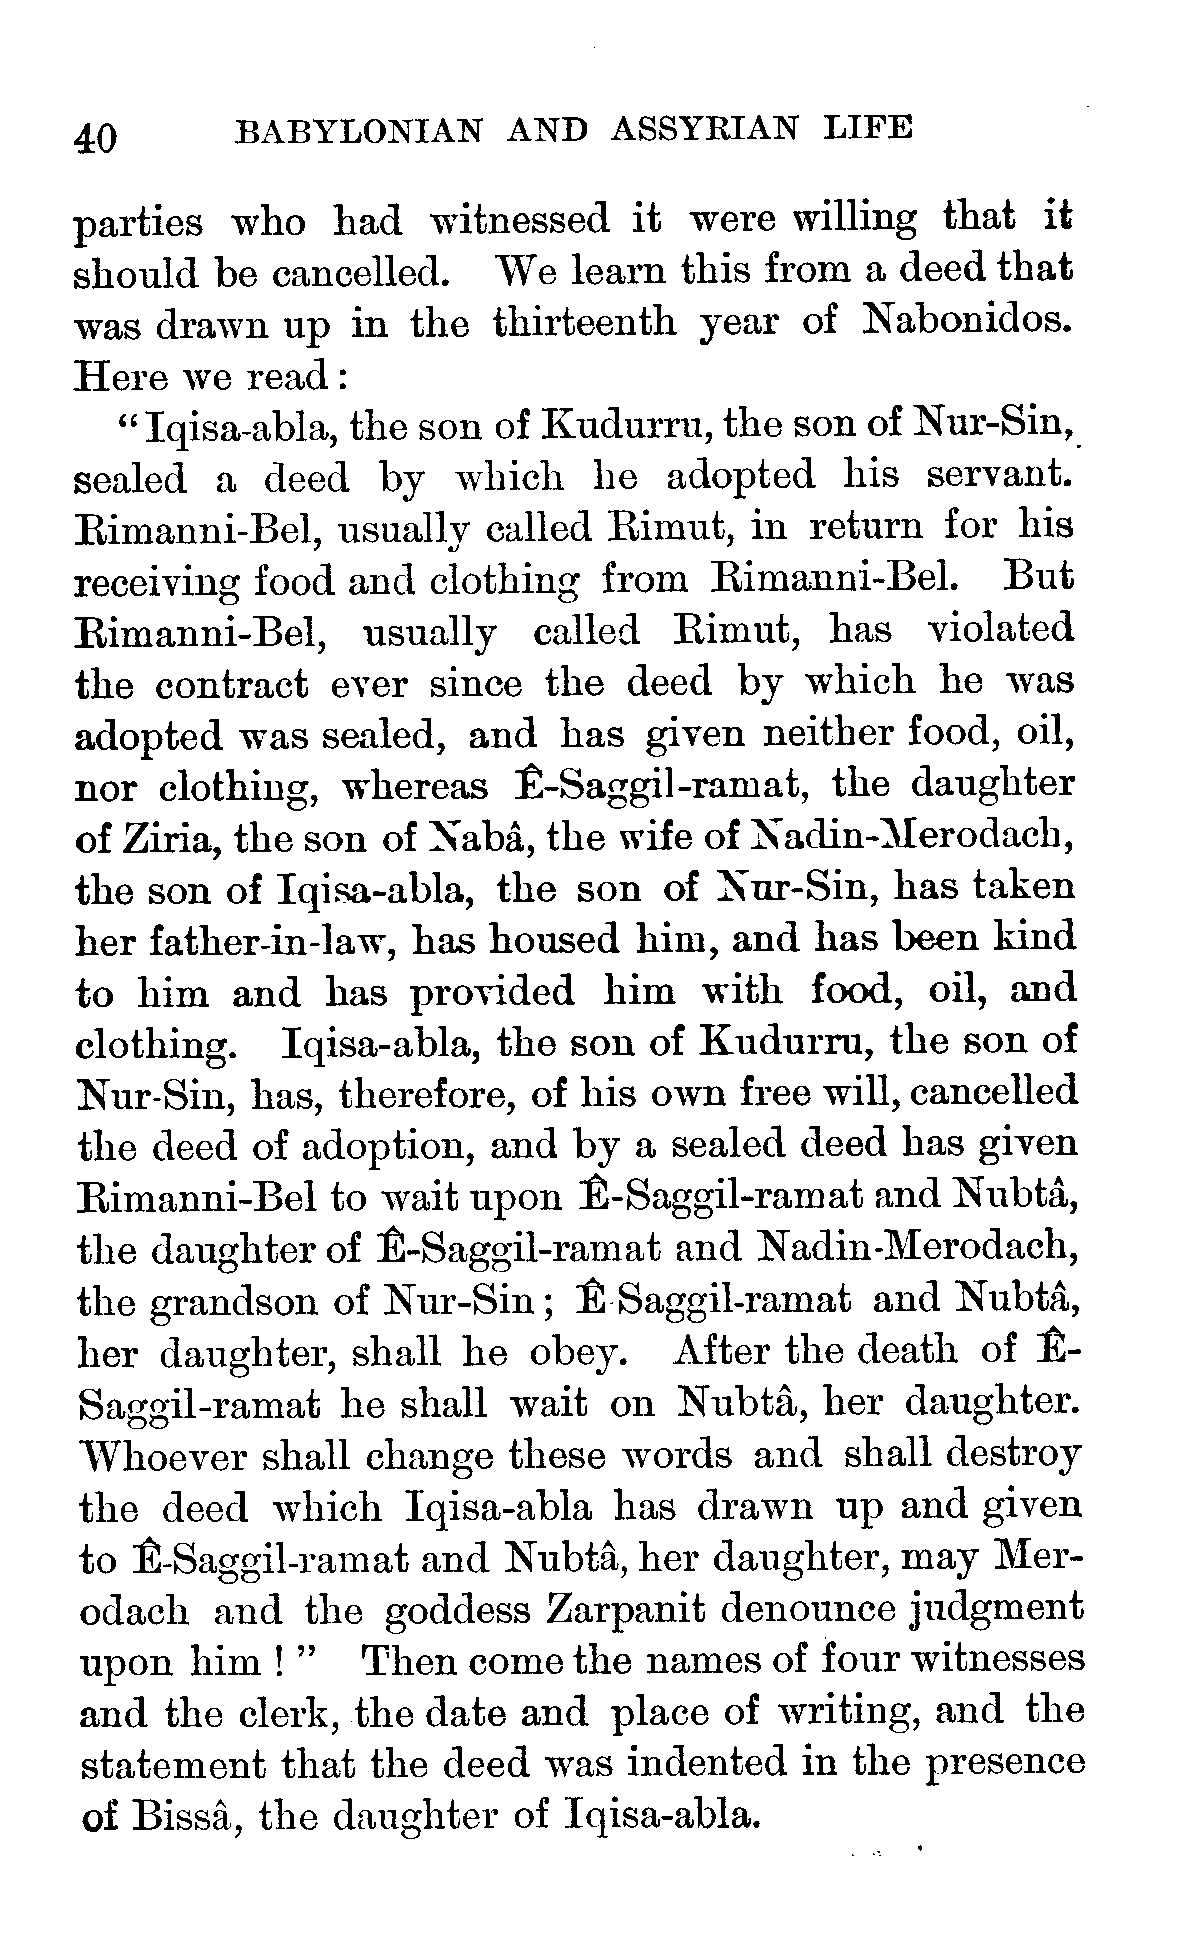 40 BABYLONIAN AND ASSYRIAN LIFE
parties who had witnessed it were willing that it
should be cancelled. We learn this from a deed that
was drawn up in the thirteenth year of Nabonidos.
Here we read :
“Iqisa-abla, the son of Kudurru, the son of Nur-Sin,
sealed a deed by which he adopted his servant.
Rimanni-Bel, usually called Rimut, in return for his
receiving food and clothing from Rimanni-Bel. But
Rimanni-Bel, usually called Rimut, has violated
the contract ever since the deed by which he was
adopted was sealed, and has given neither food, oil,
nor clothing, whereas Ê-Saggil-ramat, the daughter
of Ziria, the son of Nabâ, the wife of Nadin-Merodach,
the son of Iqisa-abla, the son of Nur-Sin, has taken
her father-in-law, has housed him, and has been kind
to him and has provided him with food, oil, and
clothing. Iqisa-abla, the son of Kudurru, the son of
Nur-Sin, has, therefore, of his own free will, cancelled
the deed of adoption, and by a sealed deed has given
Rimanni-Bel to wait upon Ê-Saggil-ramat and Nubtâ,
the daughter of Ê-Saggil-ramat and Nadin-Merodach,
the grandson of Nur-Sin ; Ê-Saggil-ramat and Nubtâ,
her daughter, shall he obey. After the death of Ê-
Saggil-ramat he shall wait on Nubtâ, her daughter.
Whoever shall change these words and shall destroy
the deed which Iqisa-abla has drawn up and given
to Ê-Saggil-ramat and Nubtâ, her daughter, may Mer-
odach and the goddess Zarpanit denounce judgment
upon him ! ” Then come the names of four witnesses
and the clerk, the date and place of writing, and the
statement that the deed was indented in the presence
of Bissâ, the daughter of Iqisa-abla.